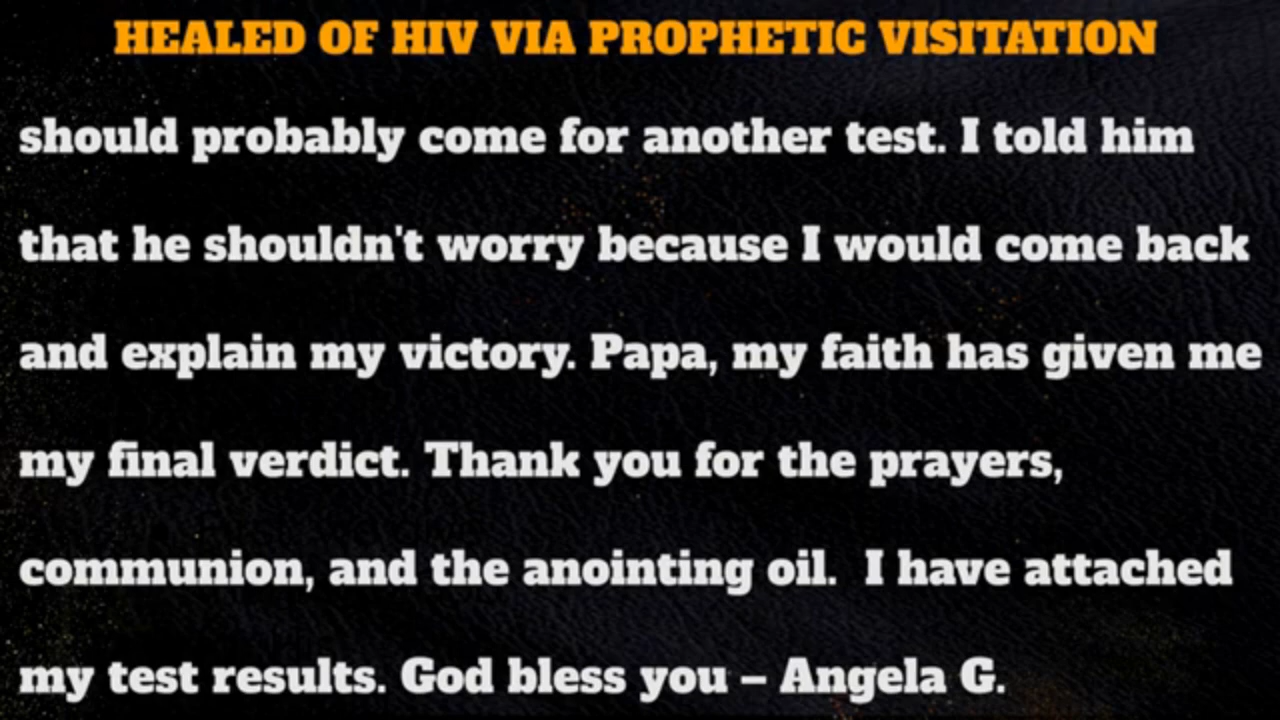 HEALED OF HIV VIA PROPHETIC VISITATION
should probably come for another test. I told him
that he shouldn't worry because I would come back
and explain my victory. Papa, my faith has given me
my final verdict. Thank you for the prayers,
communion, and the anointing oil.  I have attached
my test results. God bless you – Angela G.